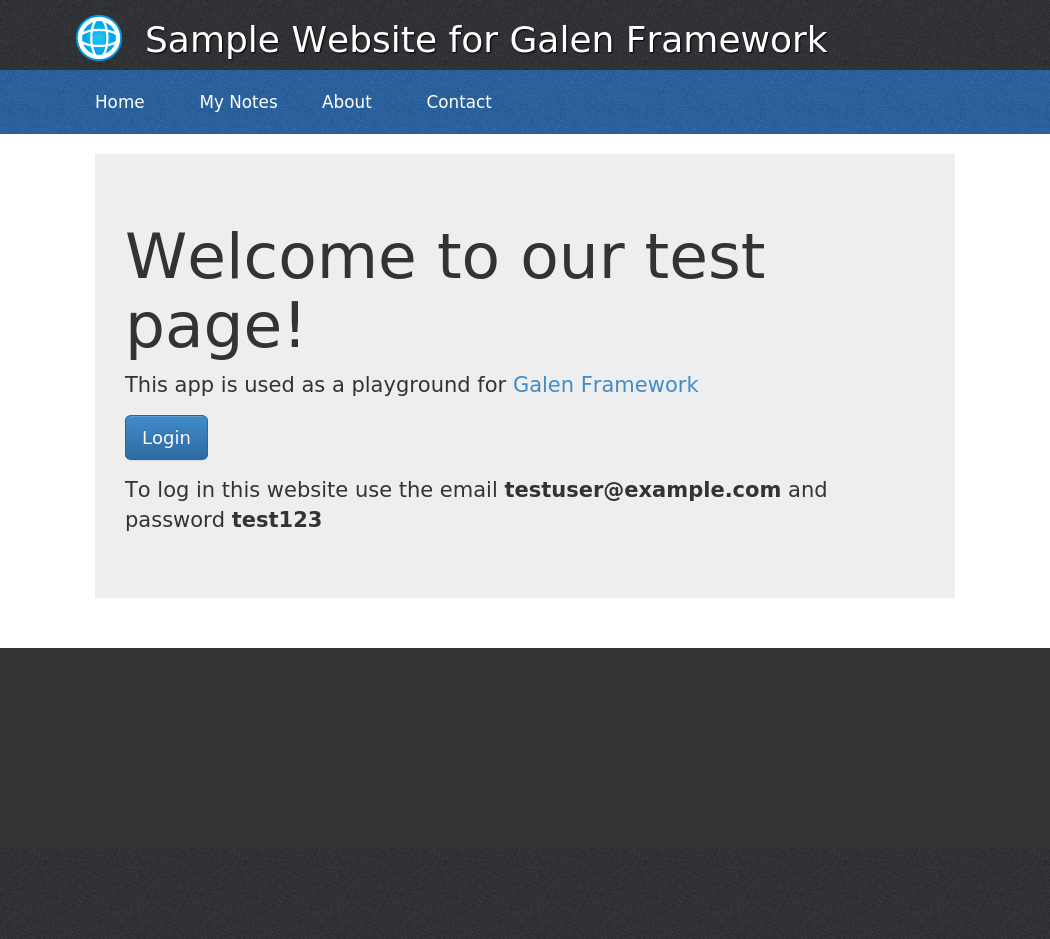 Sample Website for Galen Framework
Home My Notes About Contact
Welcome to our test
page!
This app is used as a playground for Galen Framework
Login
To log in this website use the email testuser@example.com and
password test123